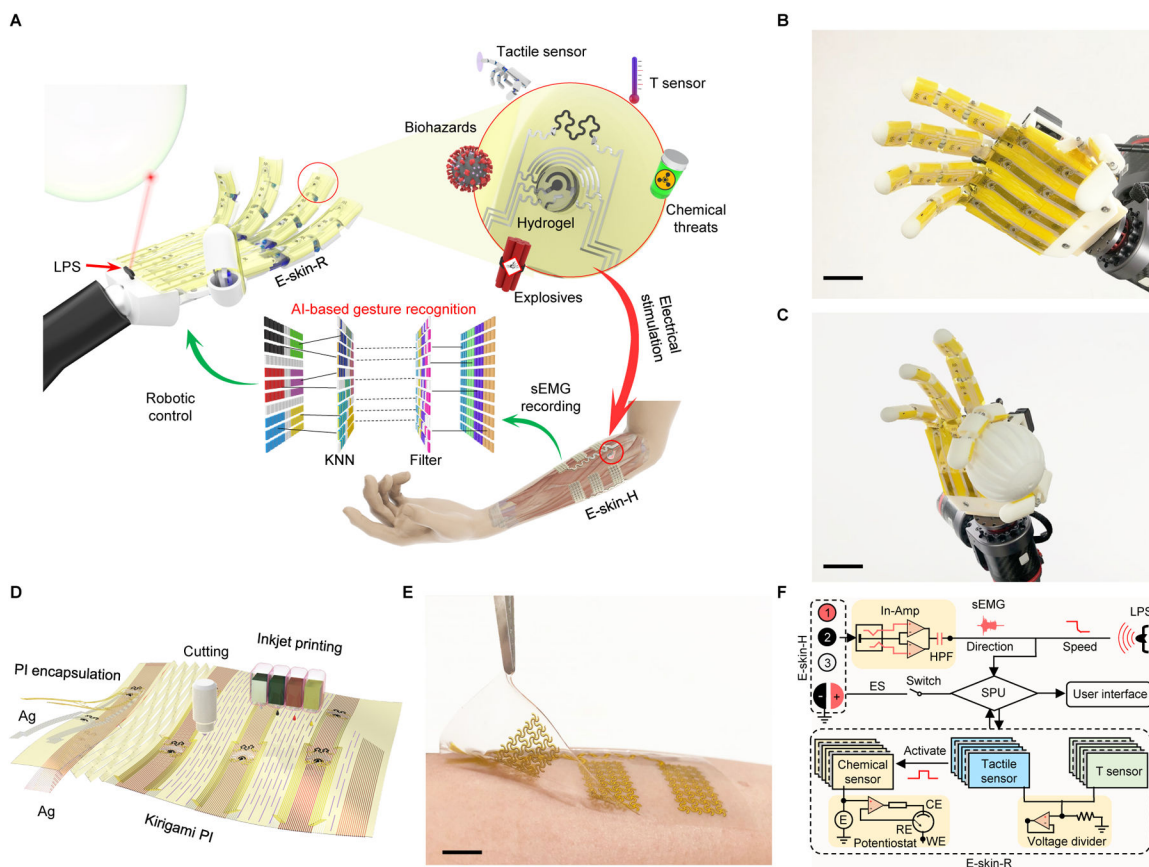 A
Tactile sensor
T sensor
Biohazards
Hydrogel
Chemical
threats
Explosives
LPS
E-skin-R
AI-based gesture recognition
Electrical
stimulation
Robotic
control
sEMG
recording
KNN
Filter
E-skin-H
B
C
D
Inkjet printing
Cutting
PI encapsulation
Ag
Ag
Kirigami PI
E
F
E-skin-H
1
2
3
- +
In-Amp
HPF
sEMG
Direction
Speed
LPS
ES
Switch
SPU
User interface
Chemical
sensor
Activate
Tactile
sensor
T sensor
E
CE
RE
WE
Potentiostat
Voltage divider
E-skin-R